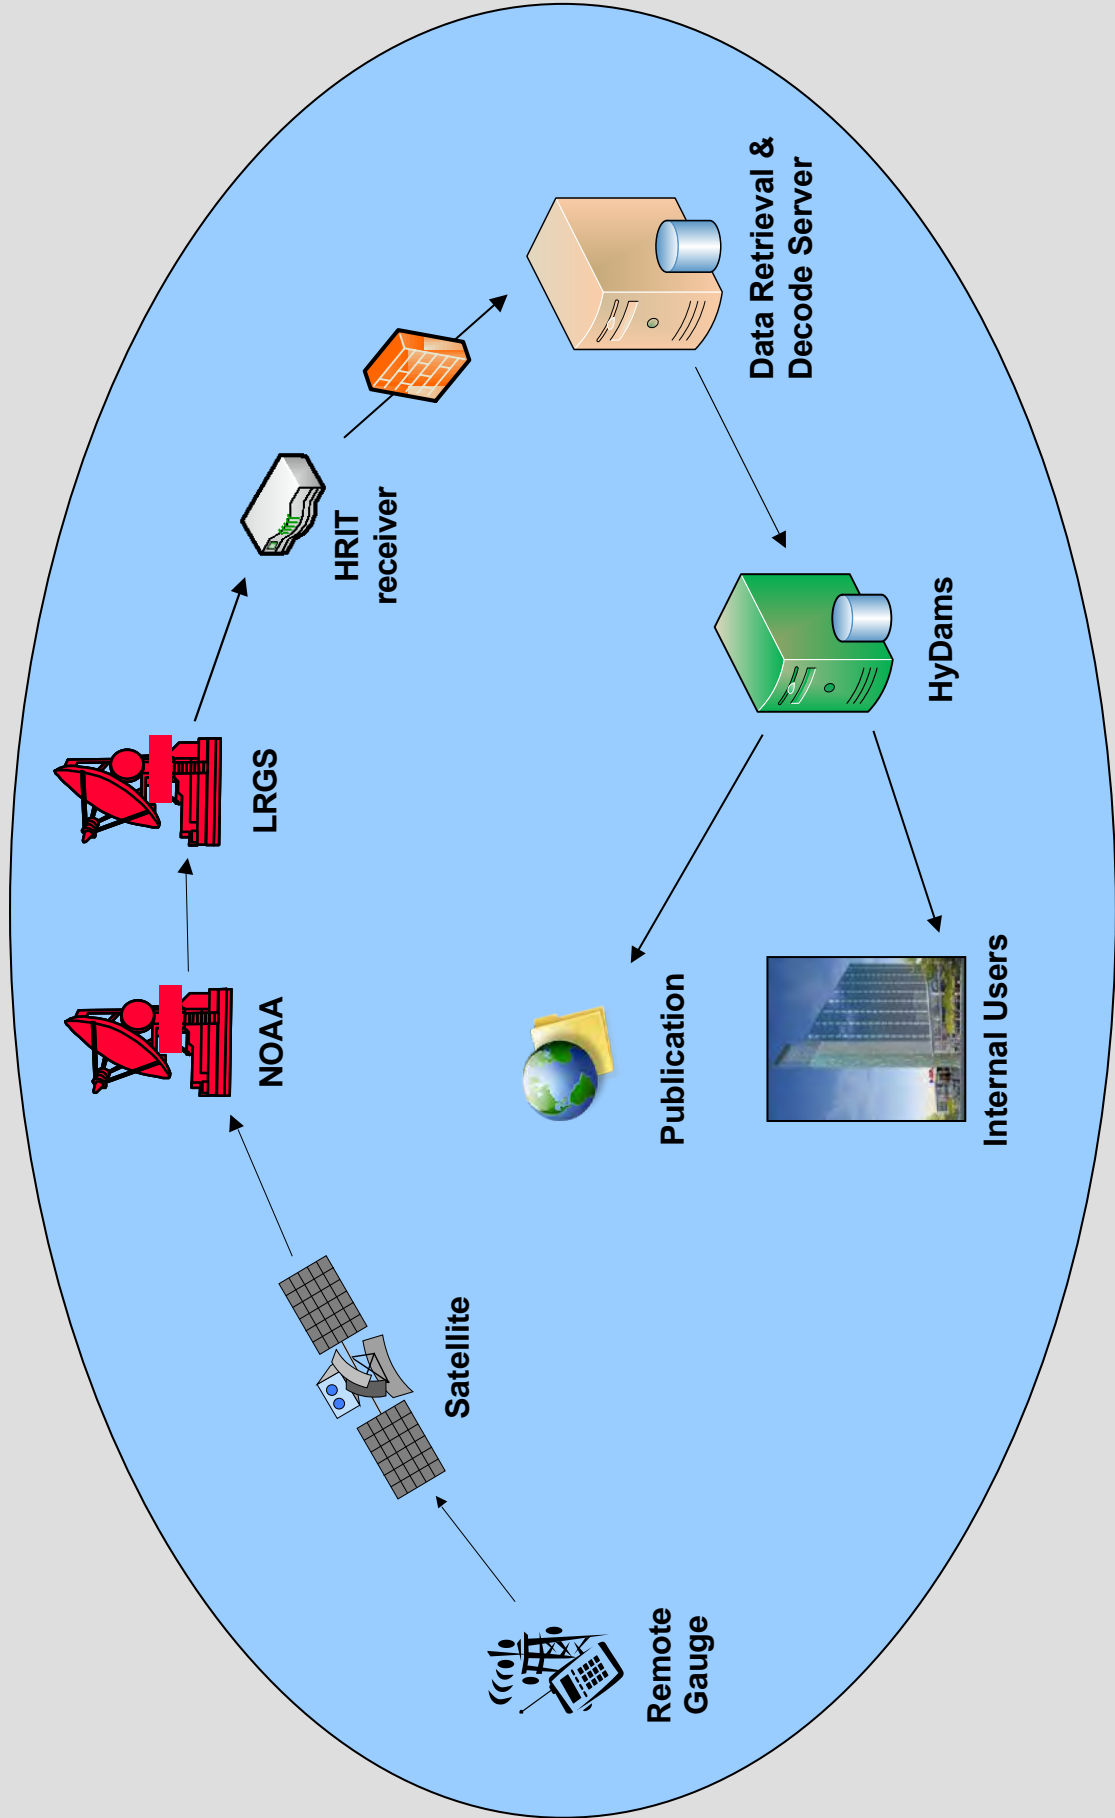 Remote
Gauge
Satellite
NOAA
LRGS
HRIT
receiver
Data Retrieval &
Decode Server
HyDams
Publication
Internal Users